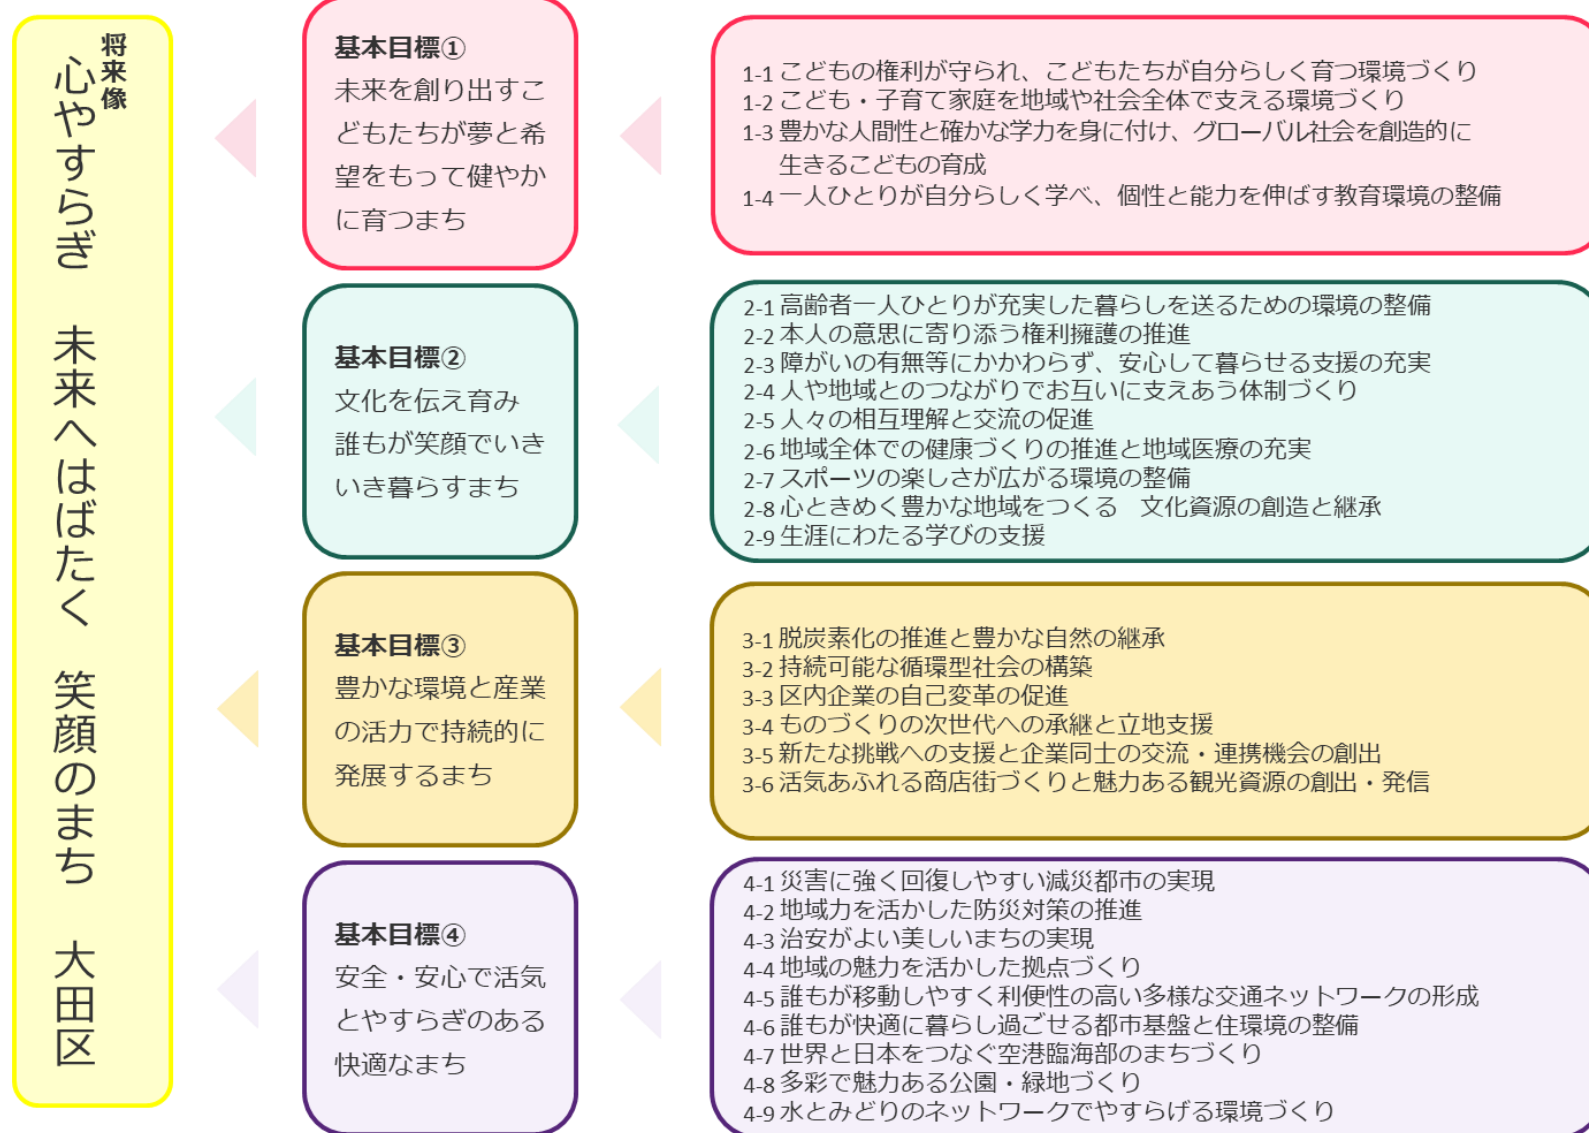 将来像
心やすらぎ　未来へはばたく　笑顔のまち　大田区
基本目標①
未来を創り出すこ
どもたちが夢と希
望をもって健やか
に育つまち
1-1 こどもの権利が守られ、こどもたちが自分らしく育つ環境づくり
1-2 こども・子育て家庭を地域や社会全体で支える環境づくり
1-3 豊かな人間性と確かな学力を身に付け、グローバル社会を創造的に
生きるこどもの育成
1-4 一人ひとりが自分らしく学べ、個性と能力を伸ばす教育環境の整備
基本目標②
文化を伝え育み
誰もが笑顔でいき
いき暮らすまち
2-1 高齢者一人ひとりが充実した暮らしを送るための環境の整備
2-2 本人の意思に寄り添う権利擁護の推進
2-3 障がいの有無等にかかわらず、安心して暮らせる支援の充実
2-4 人や地域とのつながりでお互いに支えあう体制づくり
2-5 人々の相互理解と交流の促進
2-6 地域全体での健康づくりの推進と地域医療の充実
2-7 スポーツの楽しさが広がる環境の整備
2-8 心ときめく豊かな地域をつくる　文化資源の創造と継承
2-9 生涯にわたる学びの支援
基本目標③
豊かな環境と産業
の活力で持続的に
発展するまち
3-1 脱炭素化の推進と豊かな自然の継承
3-2 持続可能な循環型社会の構築
3-3 区内企業の自己変革の促進
3-4 ものづくりの次世代への承継と立地支援
3-5 新たな挑戦への支援と企業同士の交流・連携機会の創出
3-6 活気あふれる商店街づくりと魅力ある観光資源の創出・発信
基本目標④
安全・安心で活気
とやすらぎのある
快適なまち
4-1 災害に強く回復しやすい減災都市の実現
4-2 地域力を活かした防災対策の推進
4-3 治安がよい美しいまちの実現
4-4 地域の魅力を活かした拠点づくり
4-5 誰もが移動しやすく利便性の高い多様な交通ネットワークの形成
4-6 誰もが快適に暮らし過ごせる都市基盤と住環境の整備
4-7 世界と日本をつなぐ空港臨海部のまちづくり
4-8 多彩で魅力ある公園・緑地づくり
4-9 水とみどりのネットワークでやすらげる環境づくり